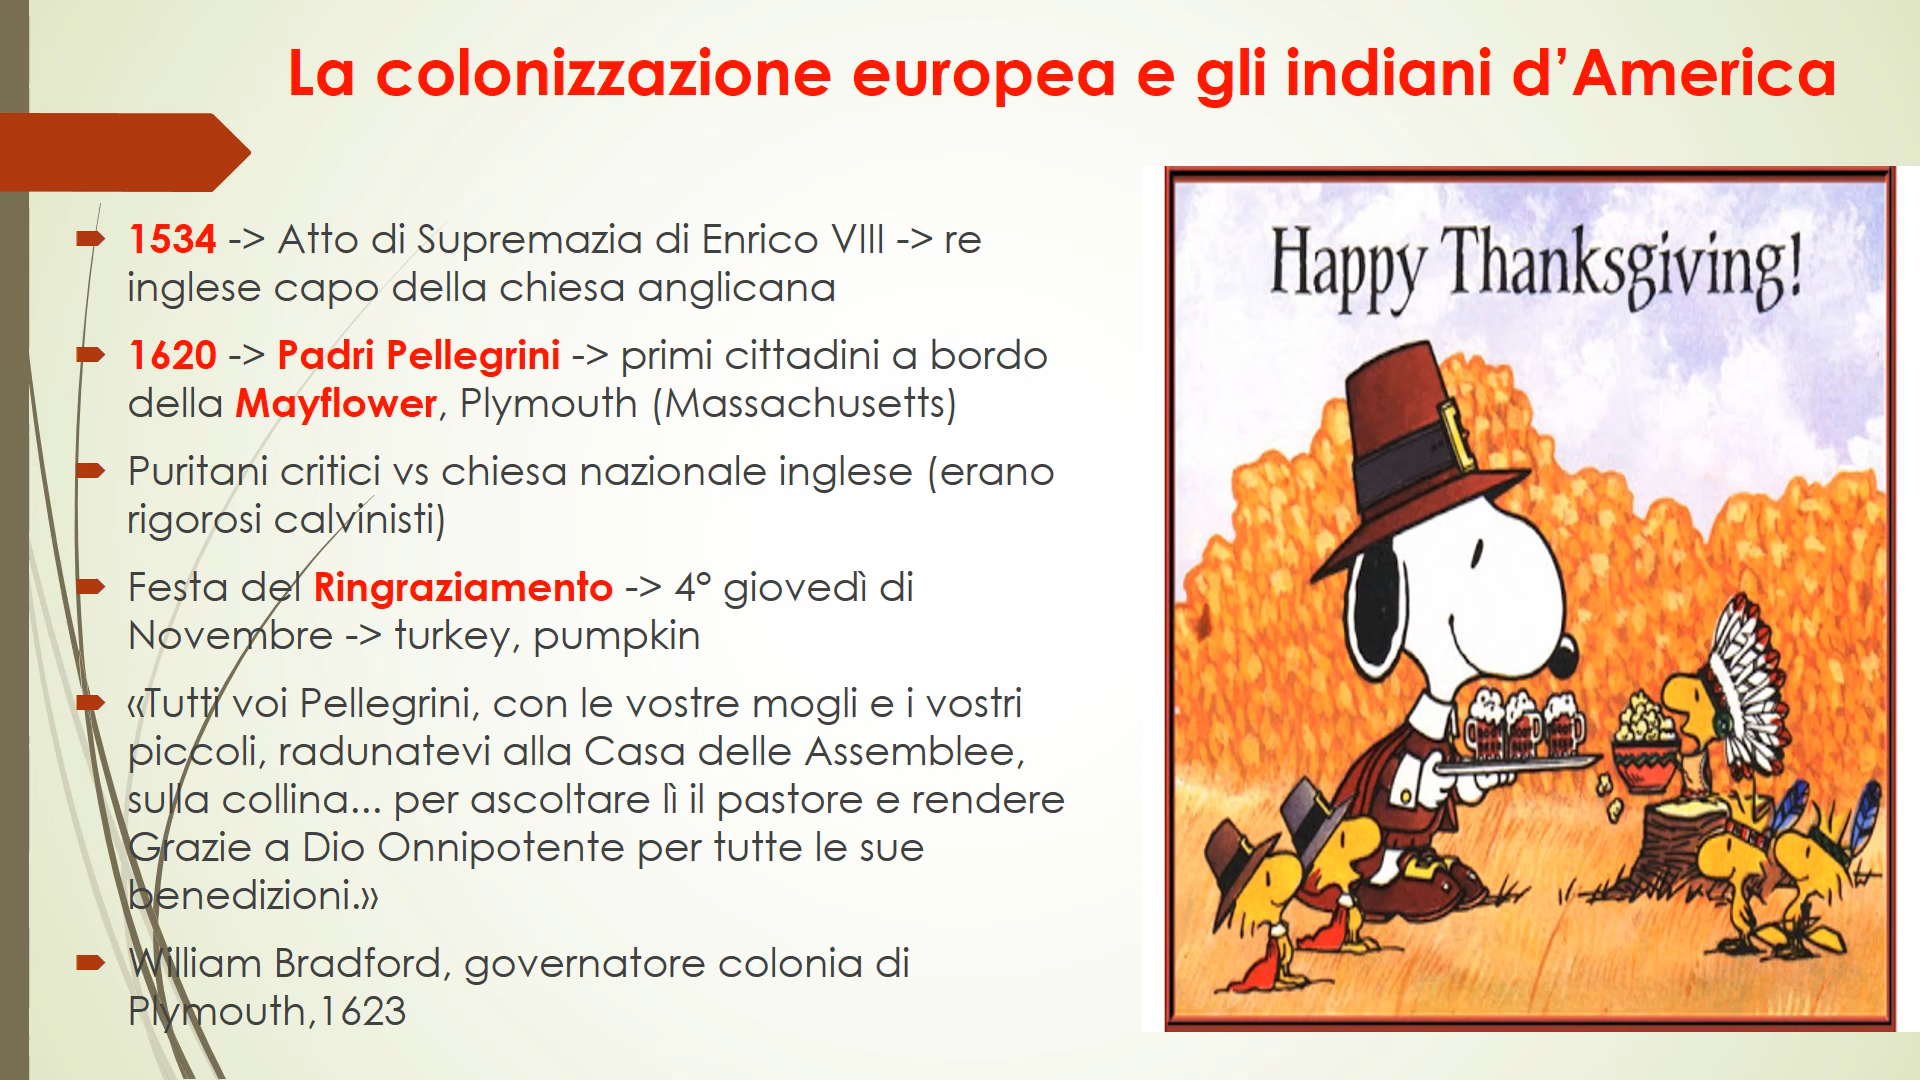 La colonizzazione europea e gli indiani d’America
1534 -> Atto di Supremazia di Enrico VIII -> re
inglese capo della chiesa anglicana
1620 -> Padri Pellegrini -> primi cittadini a bordo
della Mayflower, Plymouth (Massachusetts)
Puritani critici vs chiesa nazionale inglese (erano
rigorosi calvinisti)
Festa del Ringraziamento -> 4° giovedì di
Novembre -> turkey, pumpkin
«Tutti voi Pellegrini, con le vostre mogli e i vostri
piccoli, radunatevi alla Casa delle Assemblee,
sulla collina... per ascoltare lì il pastore e rendere
Grazie a Dio Onnipotente per tutte le sue
benedizioni.»
William Bradford, governatore colonia di
Plymouth,1623
Happy Thanksgiving!